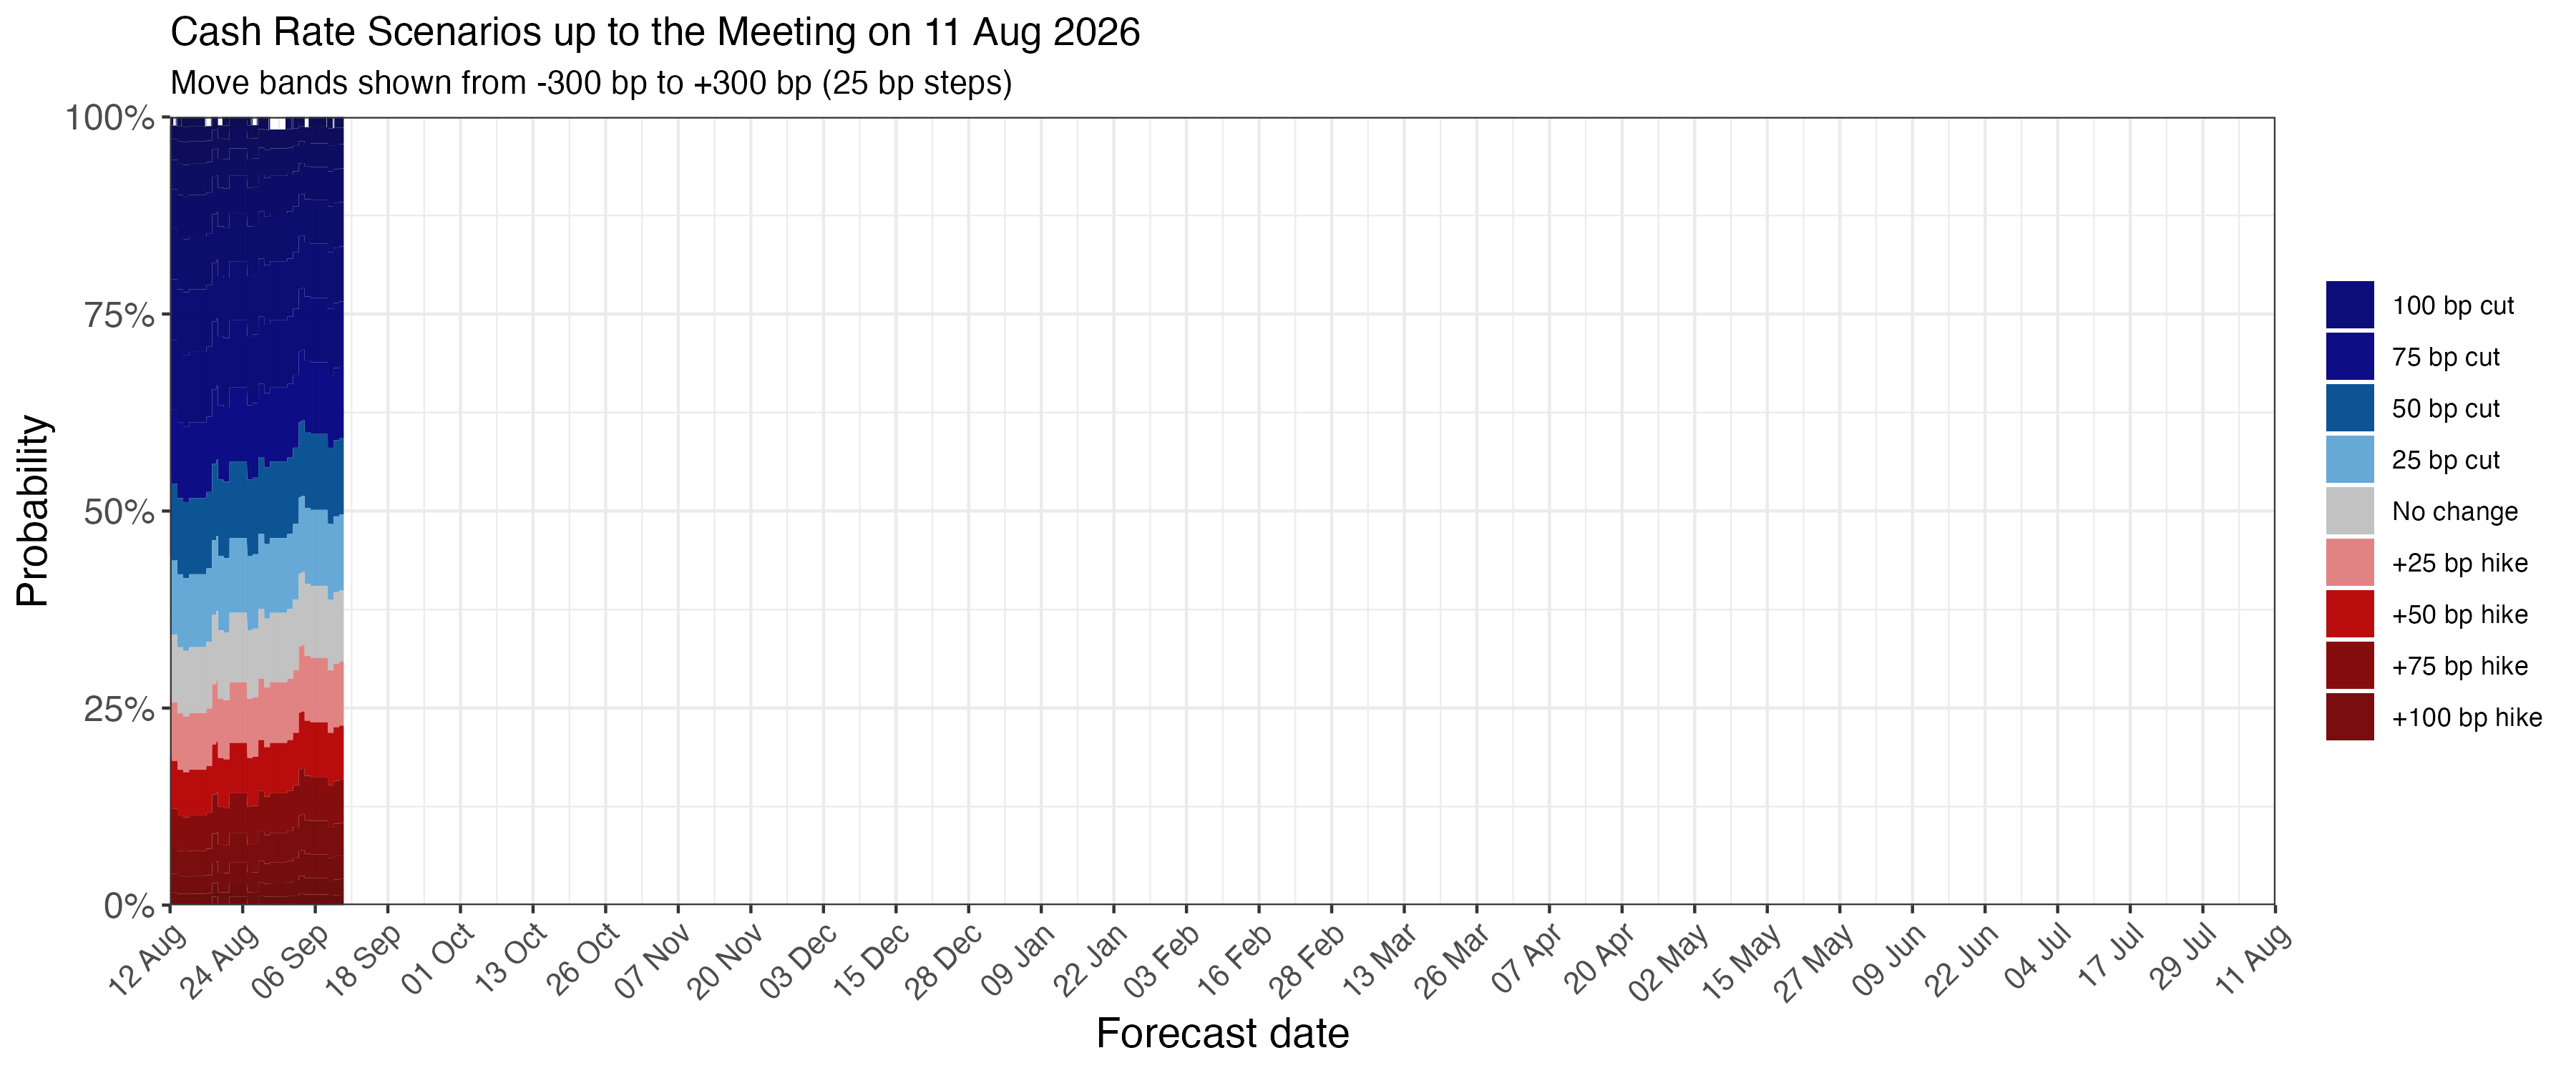 Cash Rate Scenarios up to the Meeting on 11 Aug 2026
Move bands shown from -300 bp to +300 bp (25 bp steps)
Probability
100%
75%
50%
25%
0%
12 Aug
24 Aug
06 Sep
18 Sep
01 Oct
13 Oct
26 Oct
07 Nov
20 Nov
03 Dec
15 Dec
28 Dec
09 Jan
22 Jan
03 Feb
16 Feb
28 Feb
13 Mar
26 Mar
07 Apr
20 Apr
02 May
15 May
27 May
09 Jun
22 Jun
04 Jul
17 Jul
29 Jul
11 Aug
Forecast date
100 bp cut
75 bp cut
50 bp cut
25 bp cut
No change
+25 bp hike
+50 bp hike
+75 bp hike
+100 bp hike